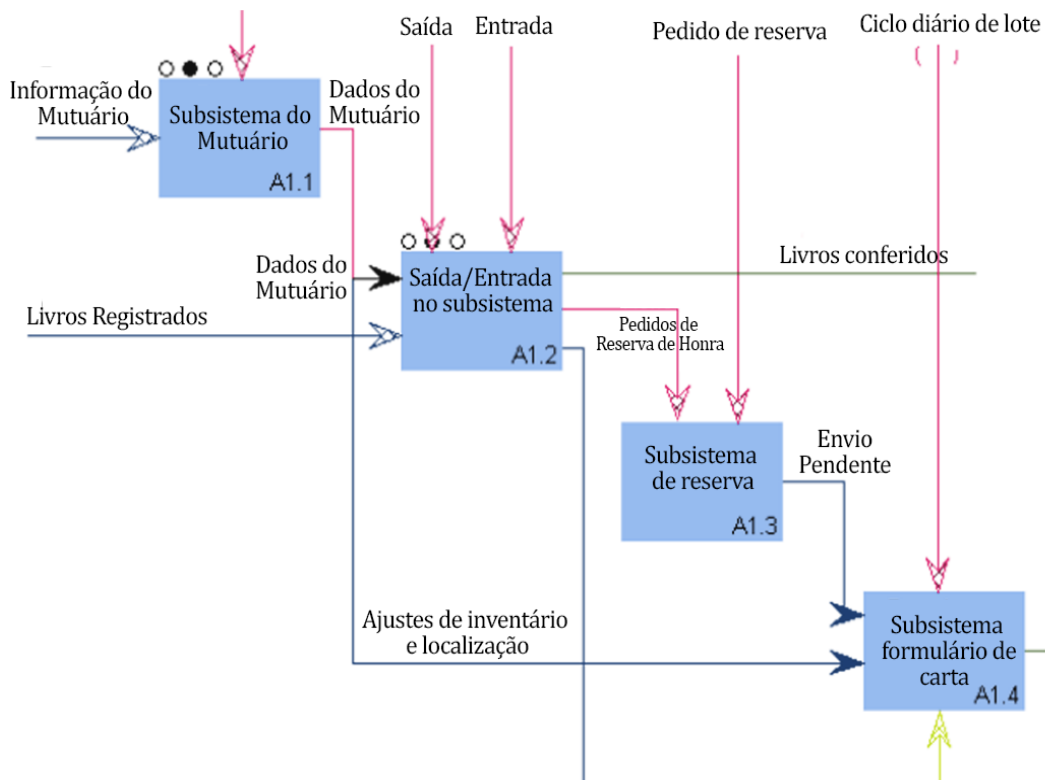 Saída
Entrada
Pedido de reserva
Ciclo diário de lote
Informação do
Mutuário
Subsistema do
Mutuário
A1.1
Dados do
Mutuário
Dados do
Mutuário
Livros Registrados
Saída/Entrada
no subsistema
A1.2
Livros conferidos
Pedidos de
Reserva de Honra
Subsistema
de reserva
A1.3
Envio
Pendente
Ajustes de inventário
e localização
Subsistema
formulário de
carta
A1.4